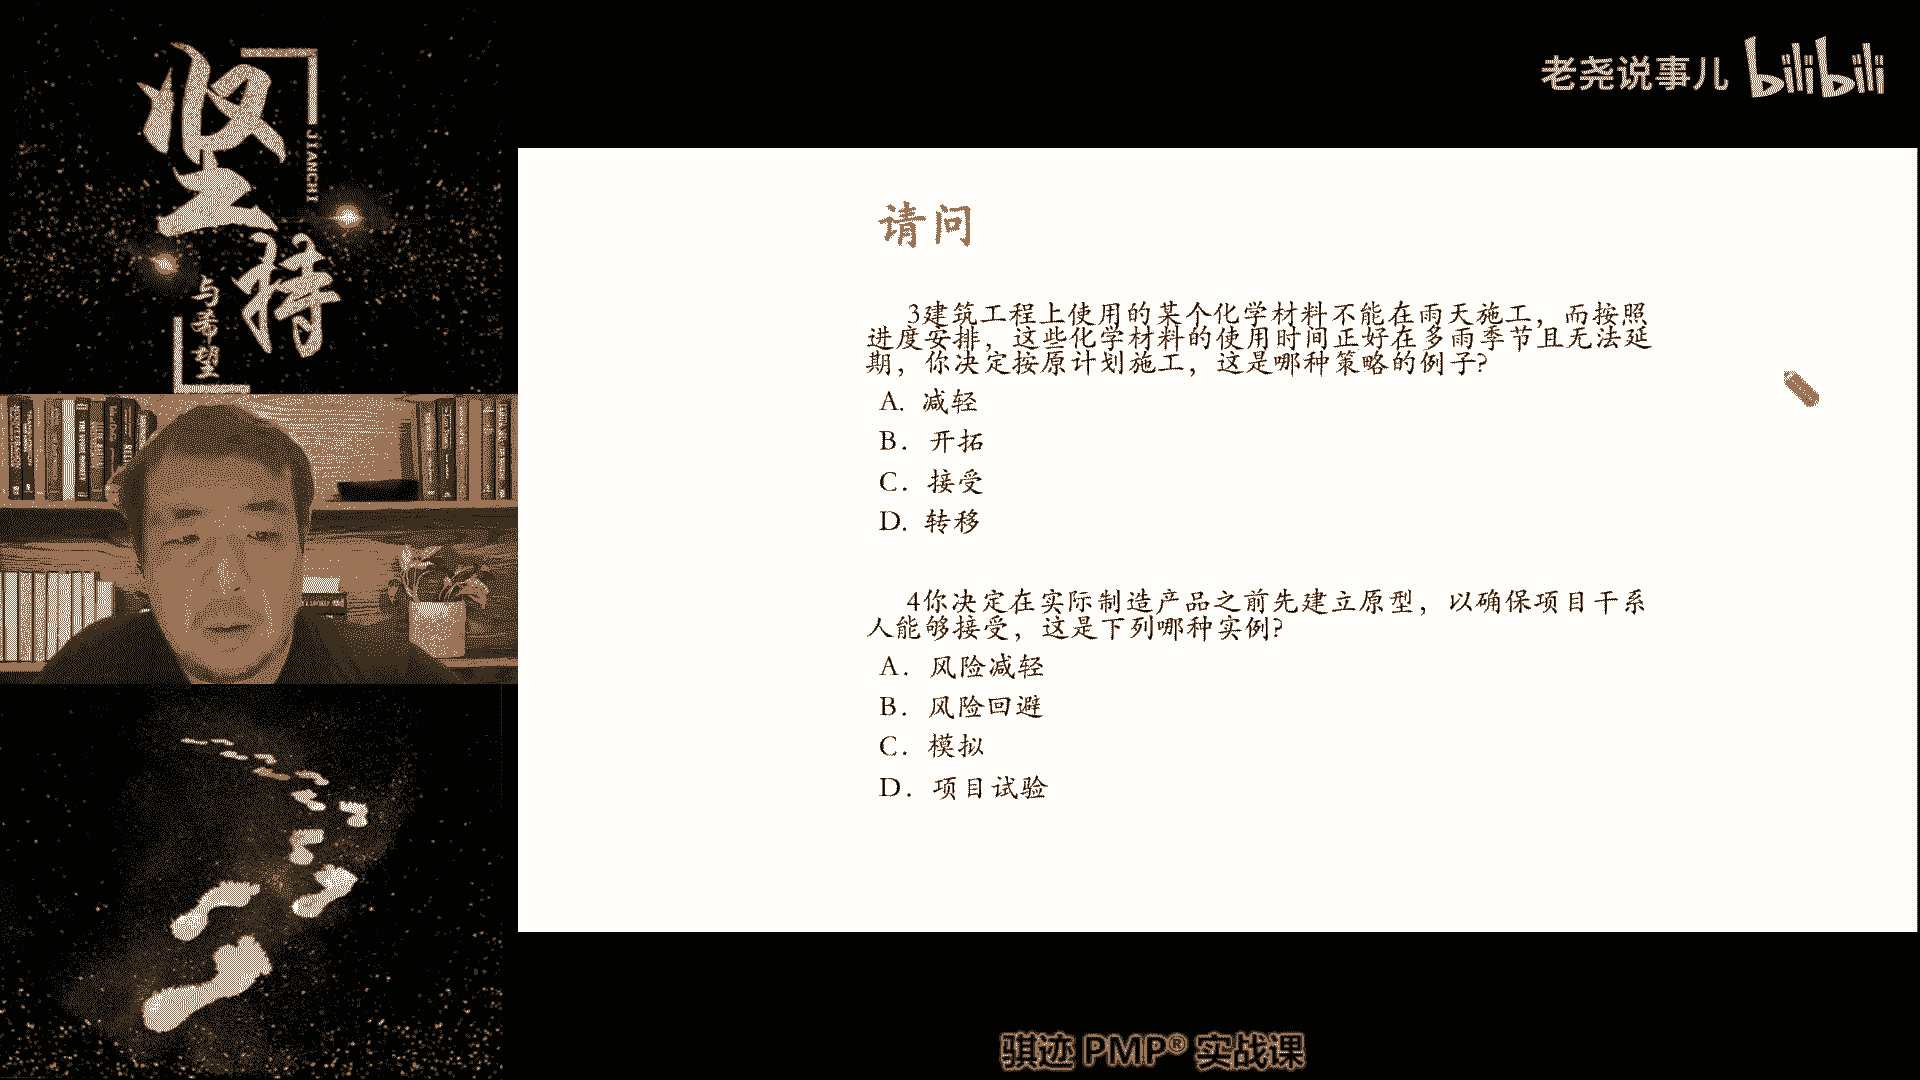 坚持
JIANCHI
与希望
老尧说事儿 bilibili
请问
3建筑工程上使用的某个化学材料不能在雨天施工，而按照
进度安排，这些化学材料的使用时间正好在多雨季节且无法延
期，你决定按原计划施工，这是哪种策略的例子?
A. 减轻
B. 开拓
C. 接受
D. 转移
4你决定在实际制造产品之前先建立原型，以确保项目干系
人能够接受，这是下列哪种实例?
A. 风险减轻
B. 风险回避
C. 模拟
D. 项目试验
骐迹 PMP® 实战课